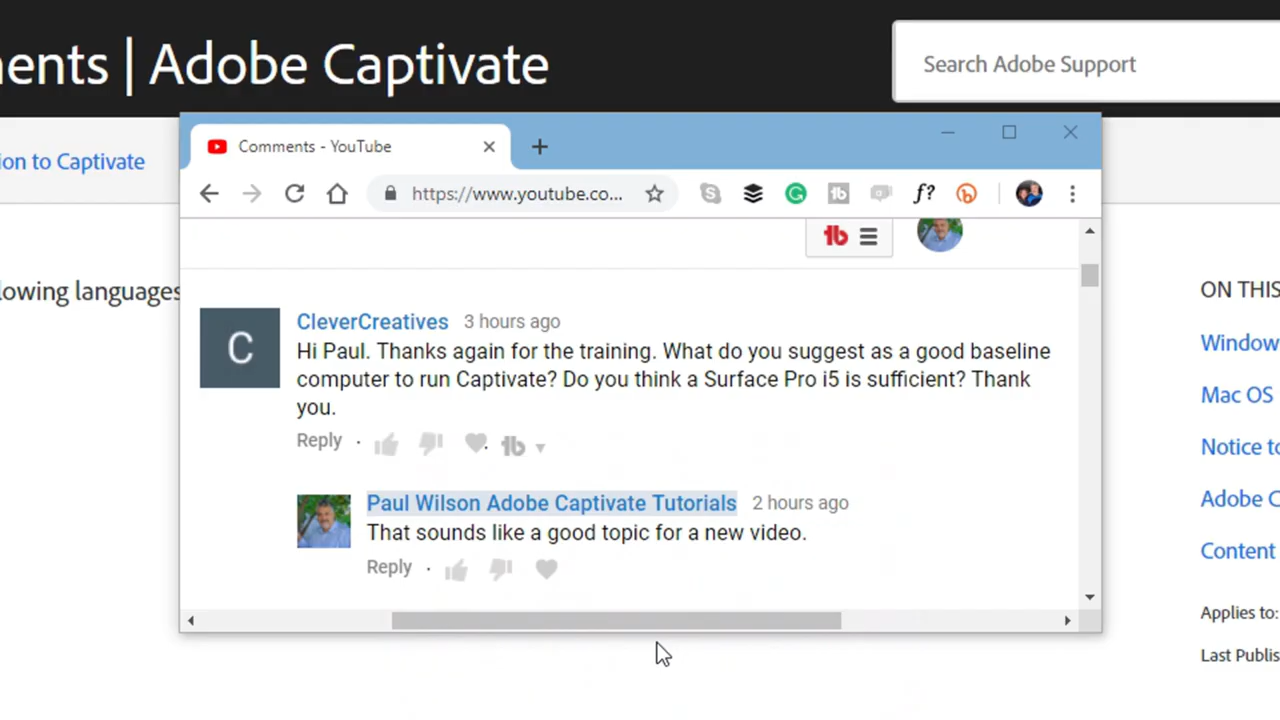 ents | Adobe Captivate
Search Adobe Support
Comments - YouTube
ion to Captivate
https://www.youtube.co...
f?
lowing languages
ON THIS
CleverCreatives 3 hours ago
Hi Paul. Thanks again for the training. What do you suggest as a good baseline
computer to run Captivate? Do you think a Surface Pro i5 is sufficient? Thank
you.
Reply
Window
Mac OS
Notice to
Adobe C
Content
Paul Wilson Adobe Captivate Tutorials 2 hours ago
That sounds like a good topic for a new video.
Reply
Applies to:
Last Publis
C